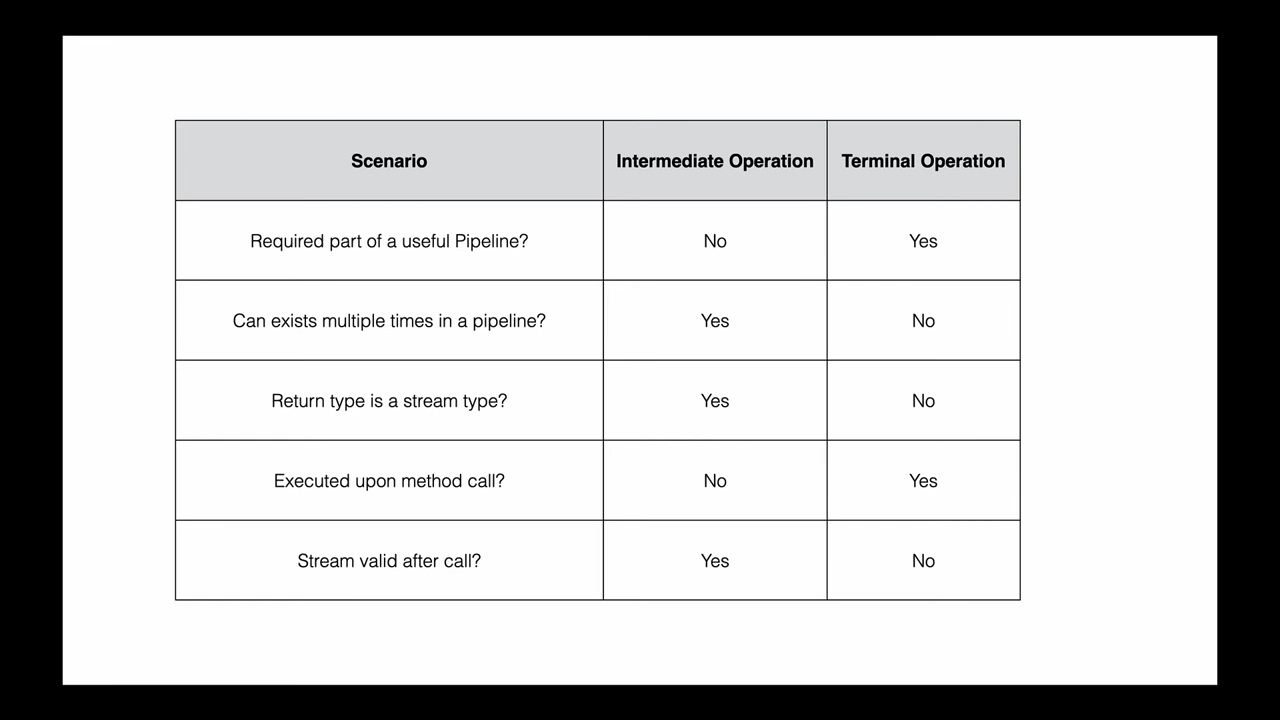 Scenario Intermediate Operation Terminal Operation
Required part of a useful Pipeline? No Yes
Can exists multiple times in a pipeline? Yes No
Return type is a stream type? Yes No
Executed upon method call? No Yes
Stream valid after call? Yes No